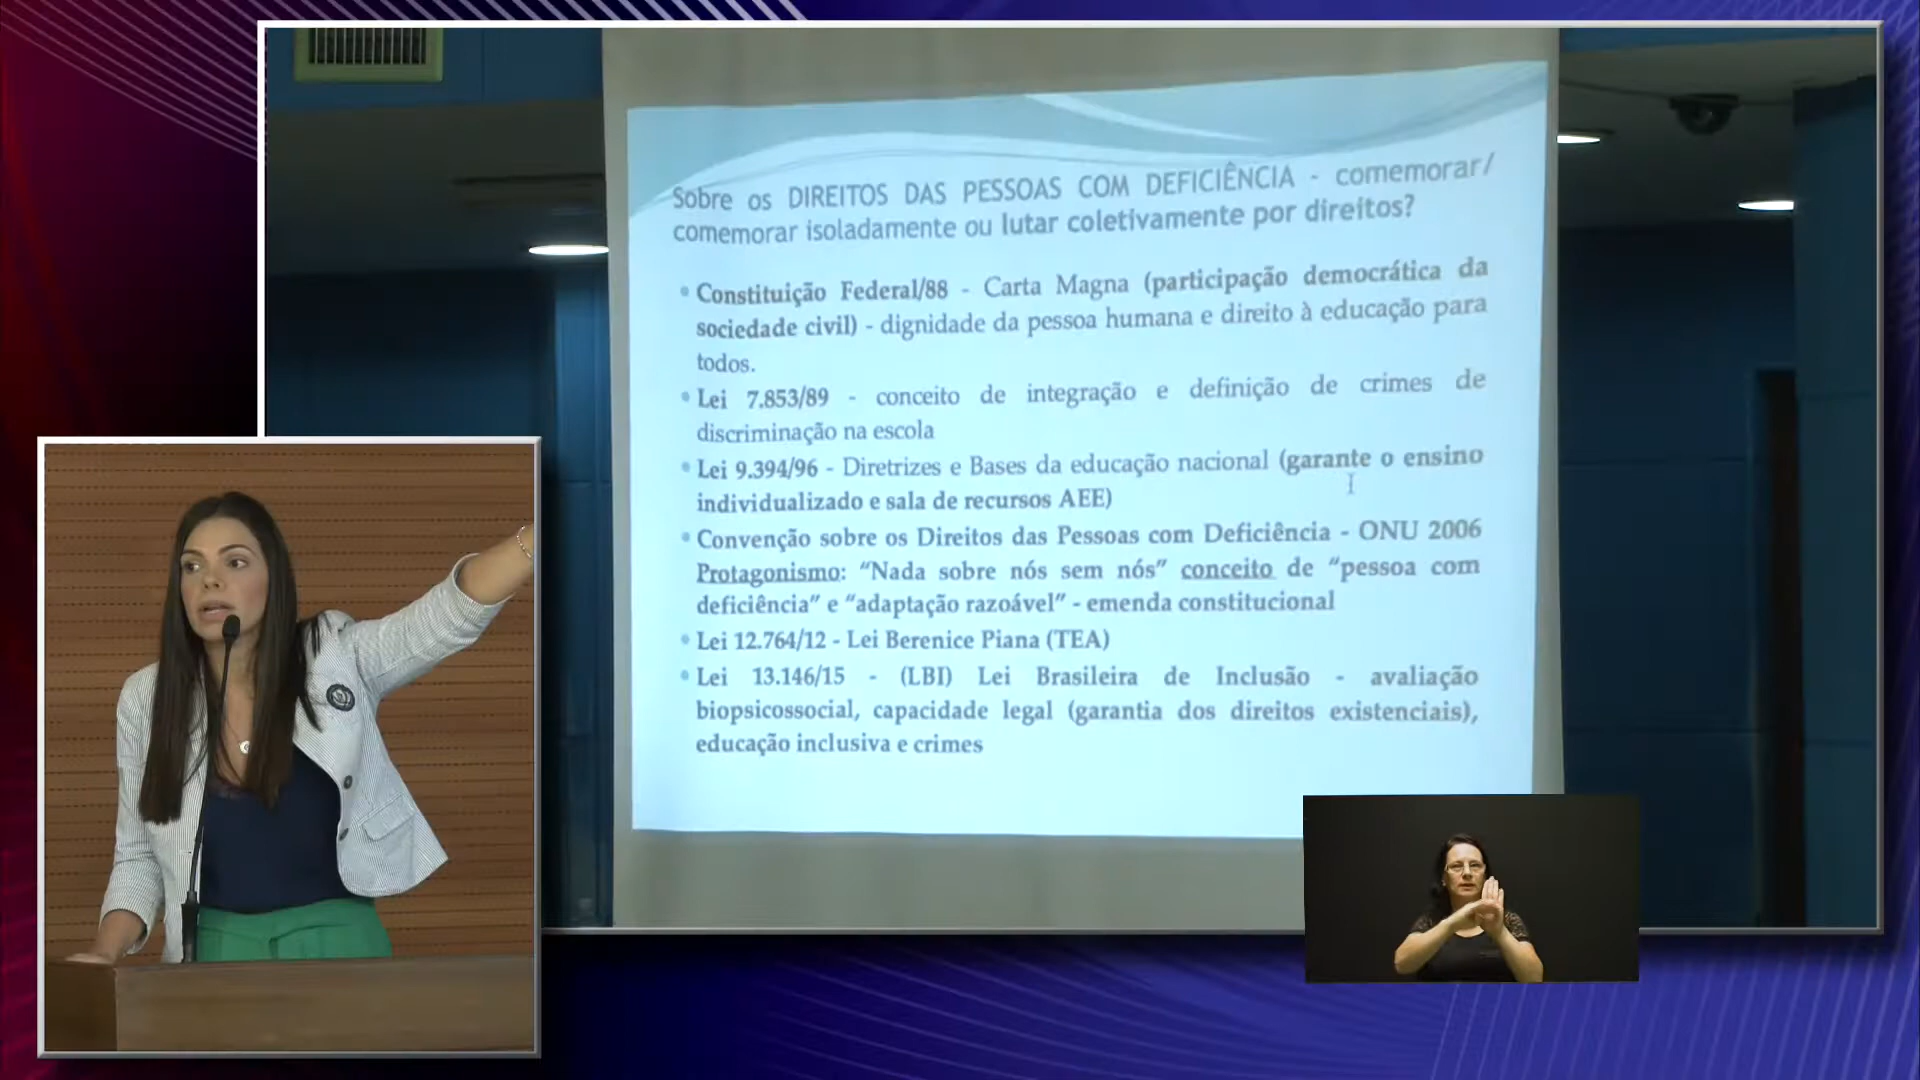 Sobre os DIREITOS DAS PESSOAS COM DEFICIÊNCIA - comemorar/
comemorar isoladamente ou lutar coletivamente por direitos?
• Constituição Federal/88 - Carta Magna (participação democrática da
sociedade civil) - dignidade da pessoa humana e direito à educação para
todos.
• Lei 7.853/89 - conceito de integração e definição de crimes de
discriminação na escola
• Lei 9.394/96 - Diretrizes e Bases da educação nacional (garante o ensino
individualizado e sala de recursos AEE)
• Convenção sobre os Direitos das Pessoas com Deficiência - ONU 2006
Protagonismo: “Nada sobre nós sem nós” conceito de “pessoa com
deficiência” e “adaptação razoável” - emenda constitucional
• Lei 12.764/12 - Lei Berenice Piana (TEA)
• Lei 13.146/15 - (LBI) Lei Brasileira de Inclusão - avaliação
biopsicossocial, capacidade legal (garantia dos direitos existenciais),
educação inclusiva e crimes